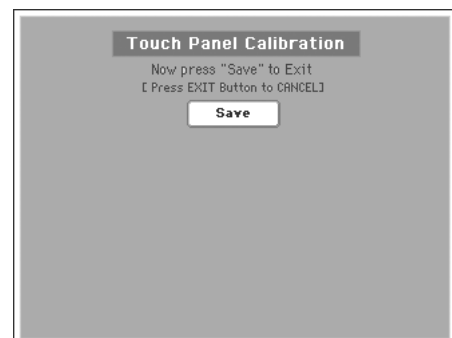 Touch Panel Calibration
Now press "Save" to Exit
[ Press EXIT Button to CANCEL]
Save